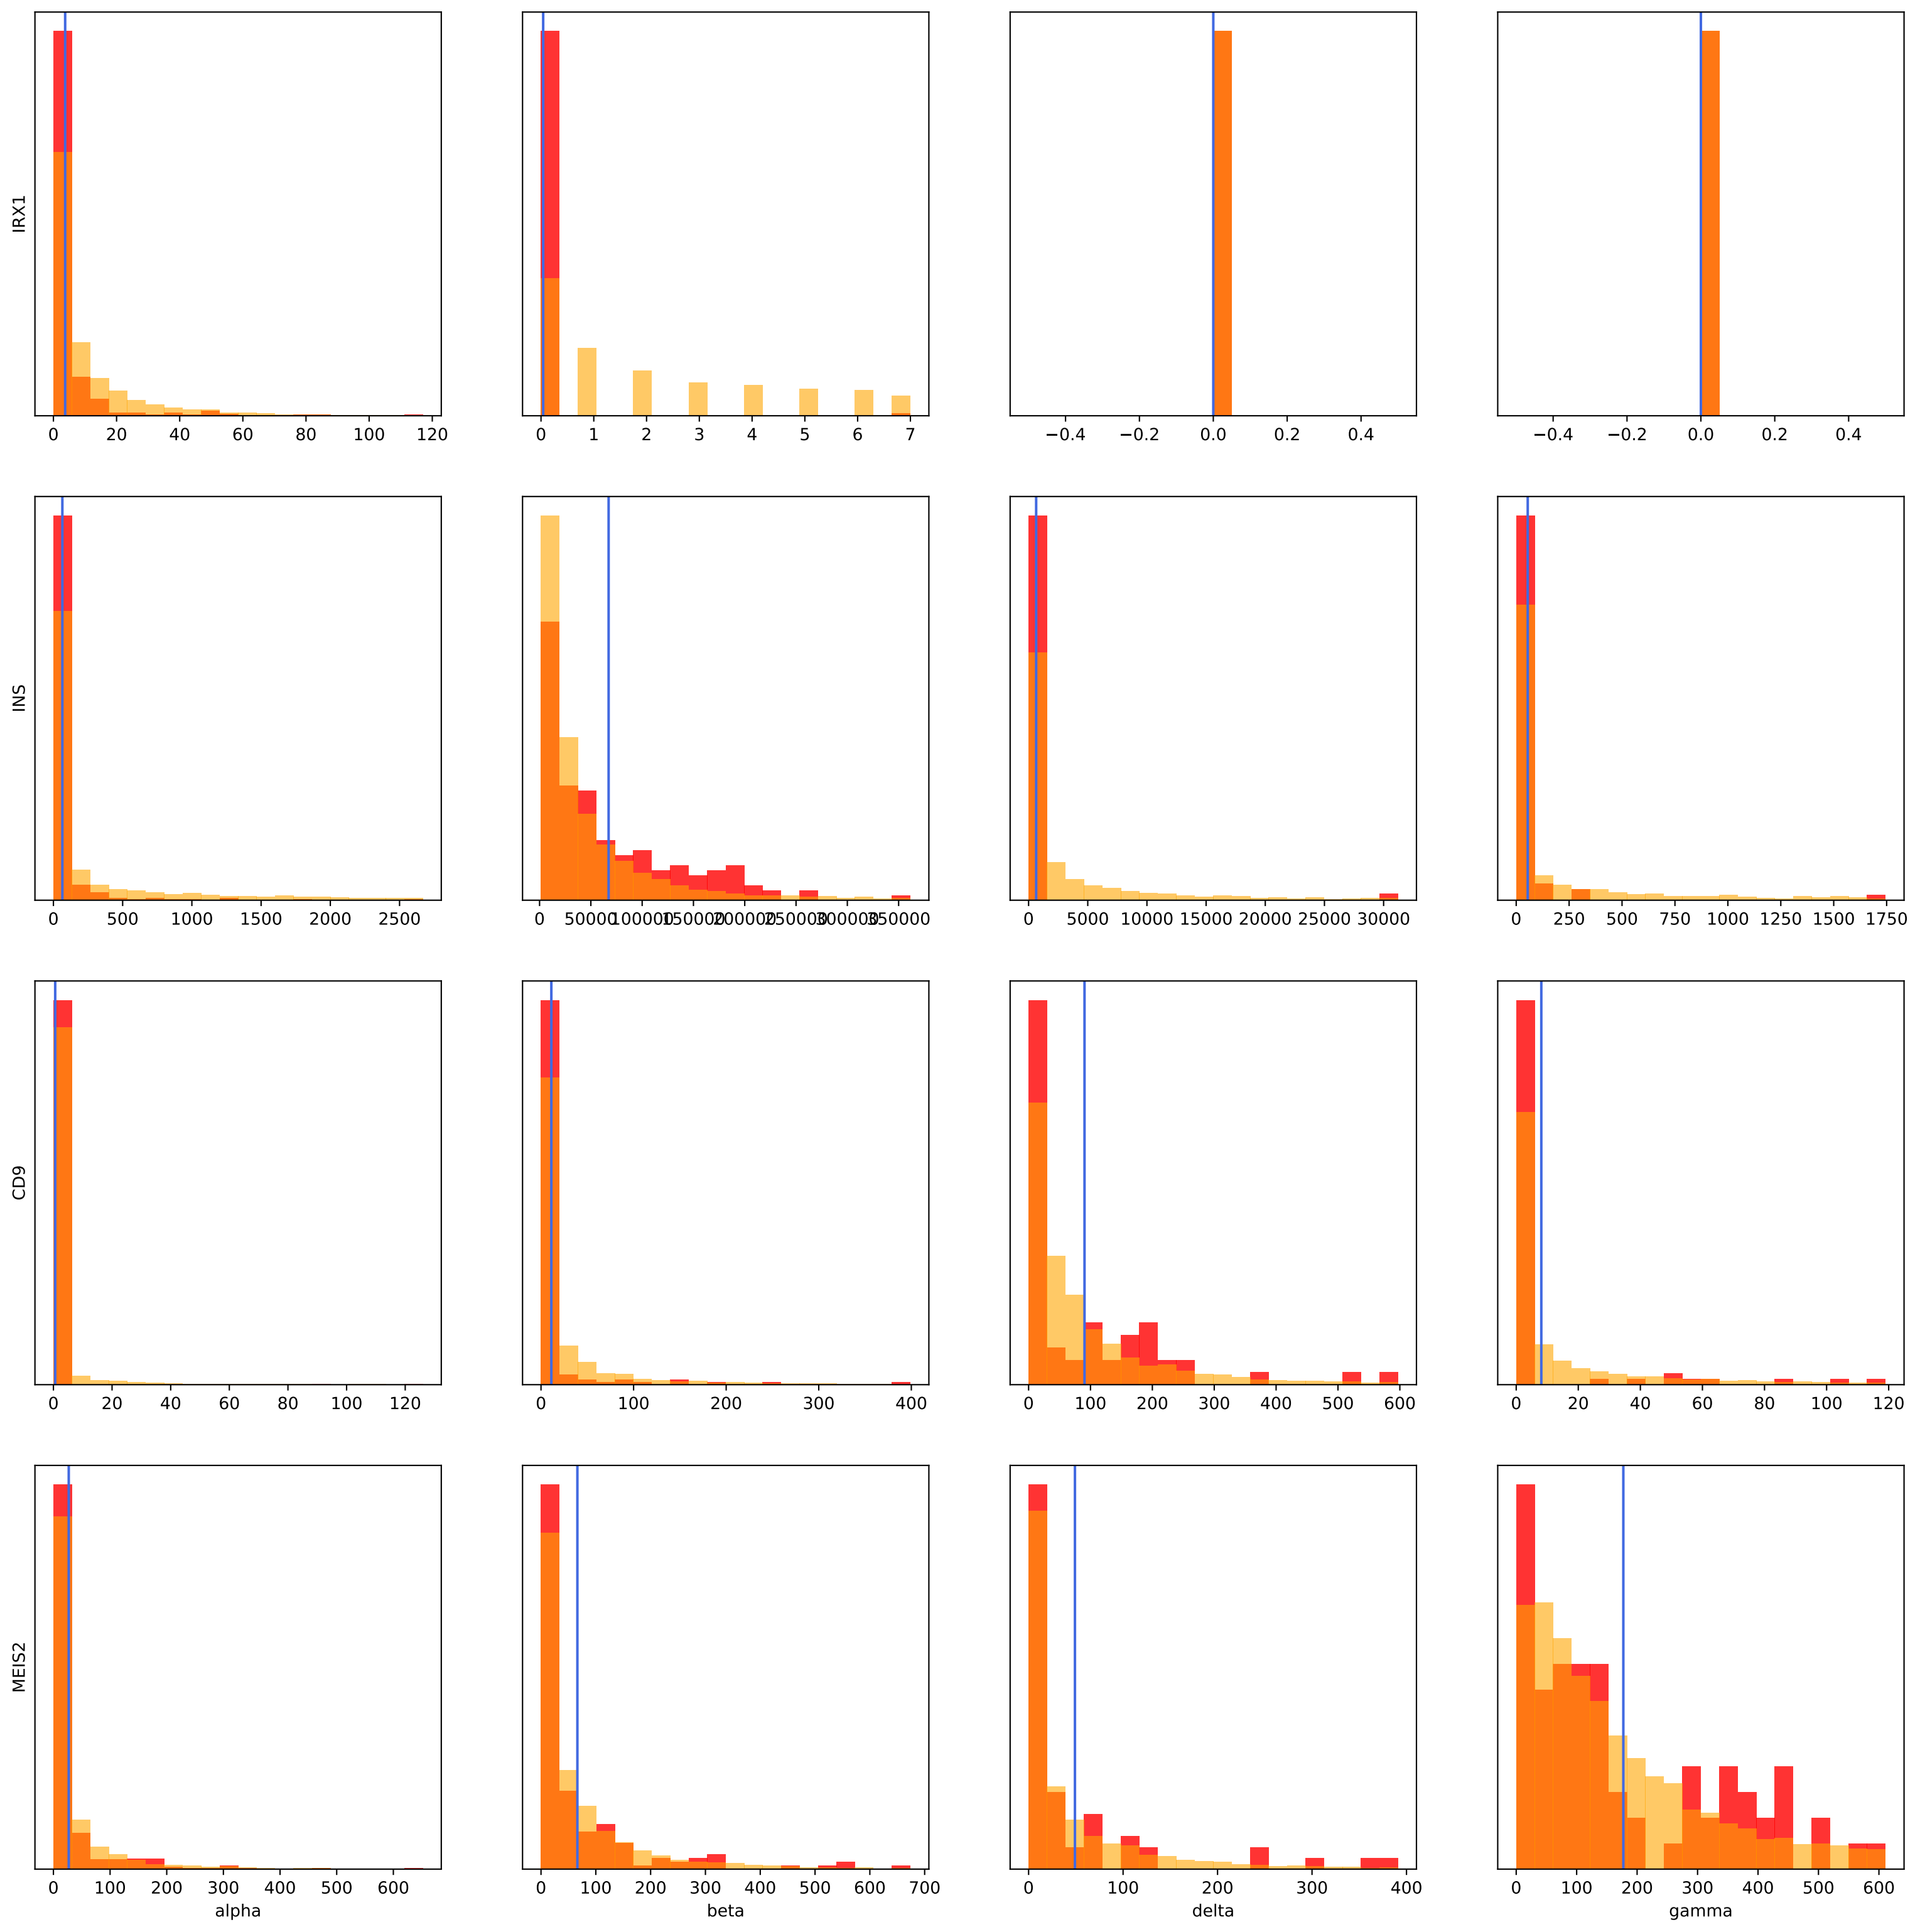 IRX1
0 20 40 60 80 100 120
0 1 2 3 4 5 6 7
−0.4 −0.2 0.0 0.2 0.4
−0.4 −0.2 0.0 0.2 0.4
INS
0 500 1000 1500 2000 2500
0 50000 100000 150000 200000 250000 300000 350000
0 5000 10000 15000 20000 25000 30000
0 250 500 750 1000 1250 1500 1750
CD9
0 20 40 60 80 100 120
0 100 200 300 400
0 100 200 300 400 500 600
0 20 40 60 80 100 120
MEIS2
0 100 200 300 400 500 600
0 100 200 300 400 500 600 700
0 100 200 300 400
0 100 200 300 400 500 600
alpha
beta
delta
gamma